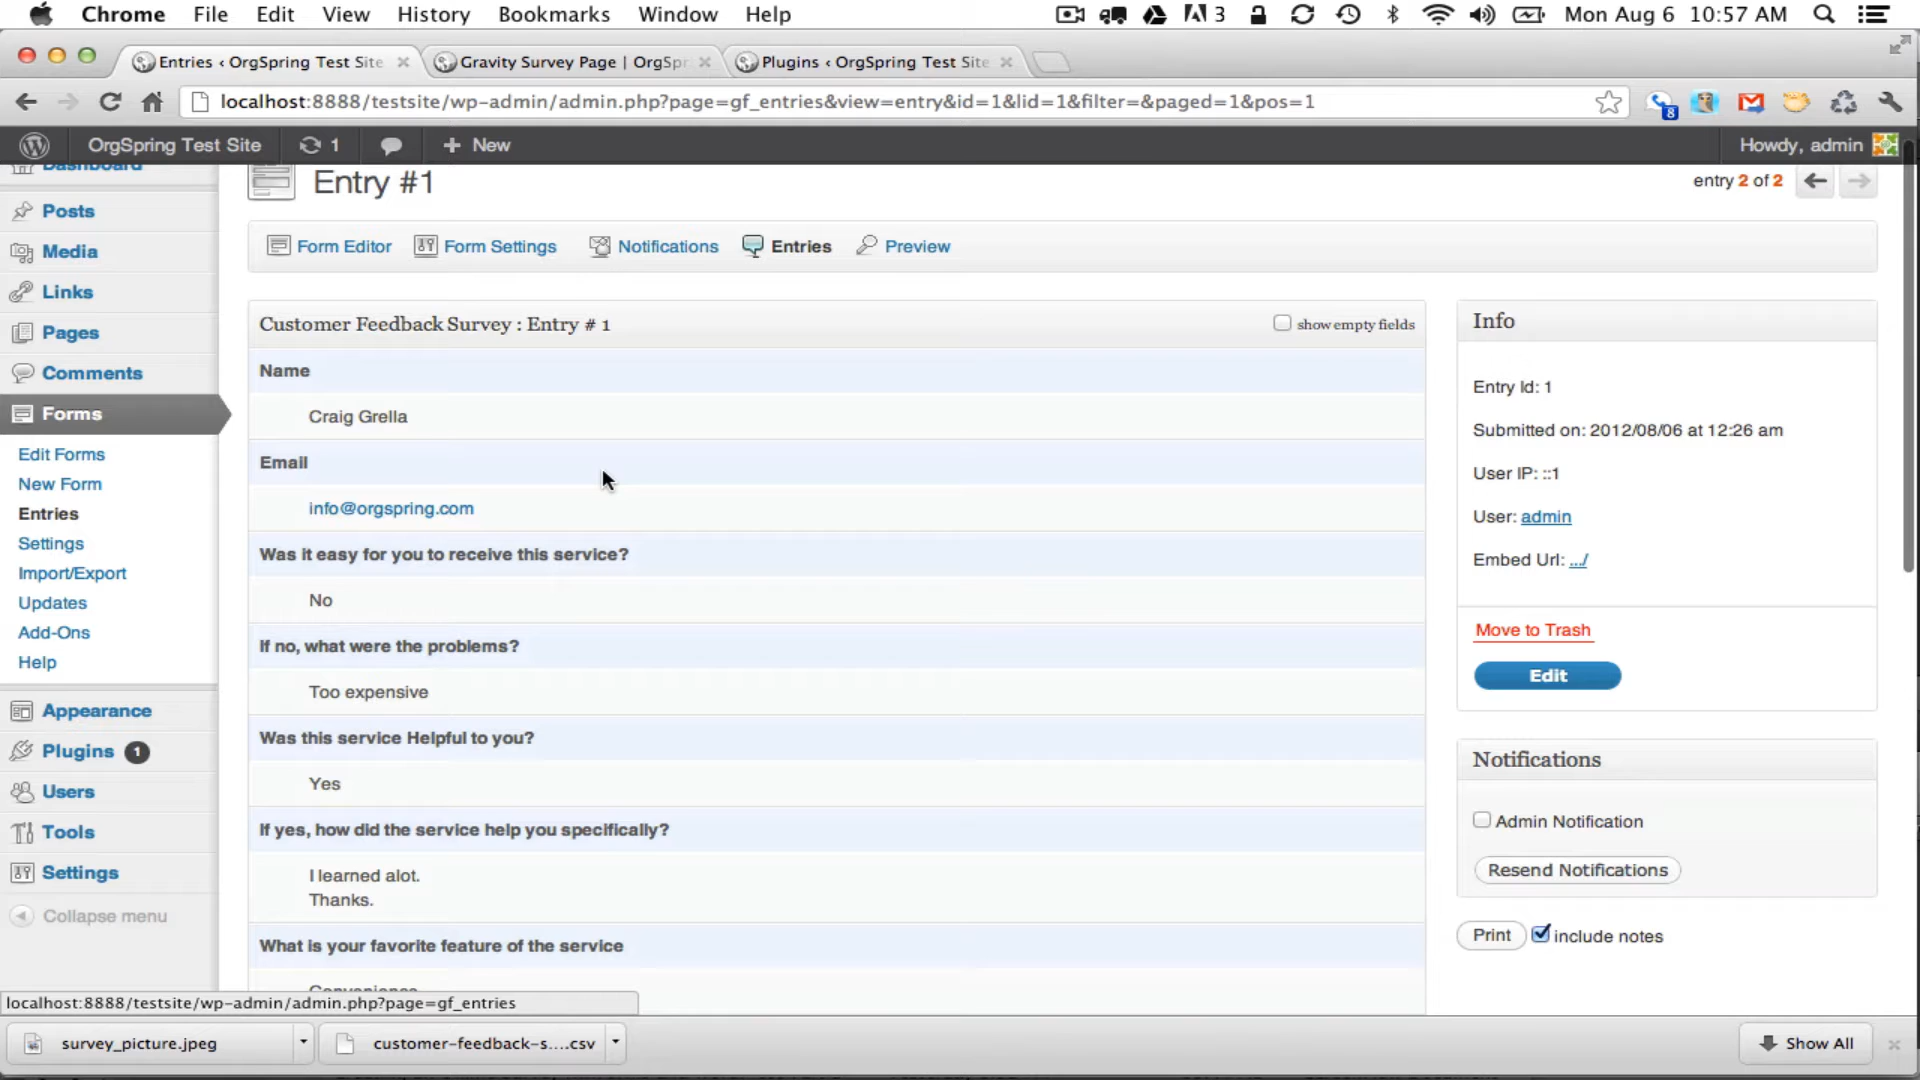 Chrome File Edit View History Bookmarks Window Help 3 Mon Aug 6 10:57 AM
Entries ‹ OrgSpring Test Site Gravity Survey Page | OrgSpr Plugins ‹ OrgSpring Test Site
localhost:8888/testsite/wp-admin/admin.php?page=gf_entries&view=entry&id=1&lid=1&filter=&paged=1&pos=1 8
OrgSpring Test Site 1 + New Howdy, admin
Dashboard
Posts
Media
Links
Pages
Comments
Forms
Edit Forms
New Form
Entries
Settings
Import/Export
Updates
Add-Ons
Help
Appearance
Plugins 1
Users
Tools
Settings
Collapse menu
Entry #1
entry 2 of 2
Form Editor Form Settings Notifications Entries Preview
Customer Feedback Survey : Entry # 1 show empty fields
Name
Craig Grella
Email
info@orgspring.com
Was it easy for you to receive this service?
No
If no, what were the problems?
Too expensive
Was this service Helpful to you?
Yes
If yes, how did the service help you specifically?
I learned alot.
Thanks.
What is your favorite feature of the service
Convenience
Info
Entry Id: 1
Submitted on: 2012/08/06 at 12:26 am
User IP: ::1
User: admin
Embed Url: .../
Move to Trash
Edit
Notifications
Admin Notification
Resend Notifications
Print include notes
localhost:8888/testsite/wp-admin/admin.php?page=gf_entries
survey_picture.jpeg customer-feedback-s....csv Show All